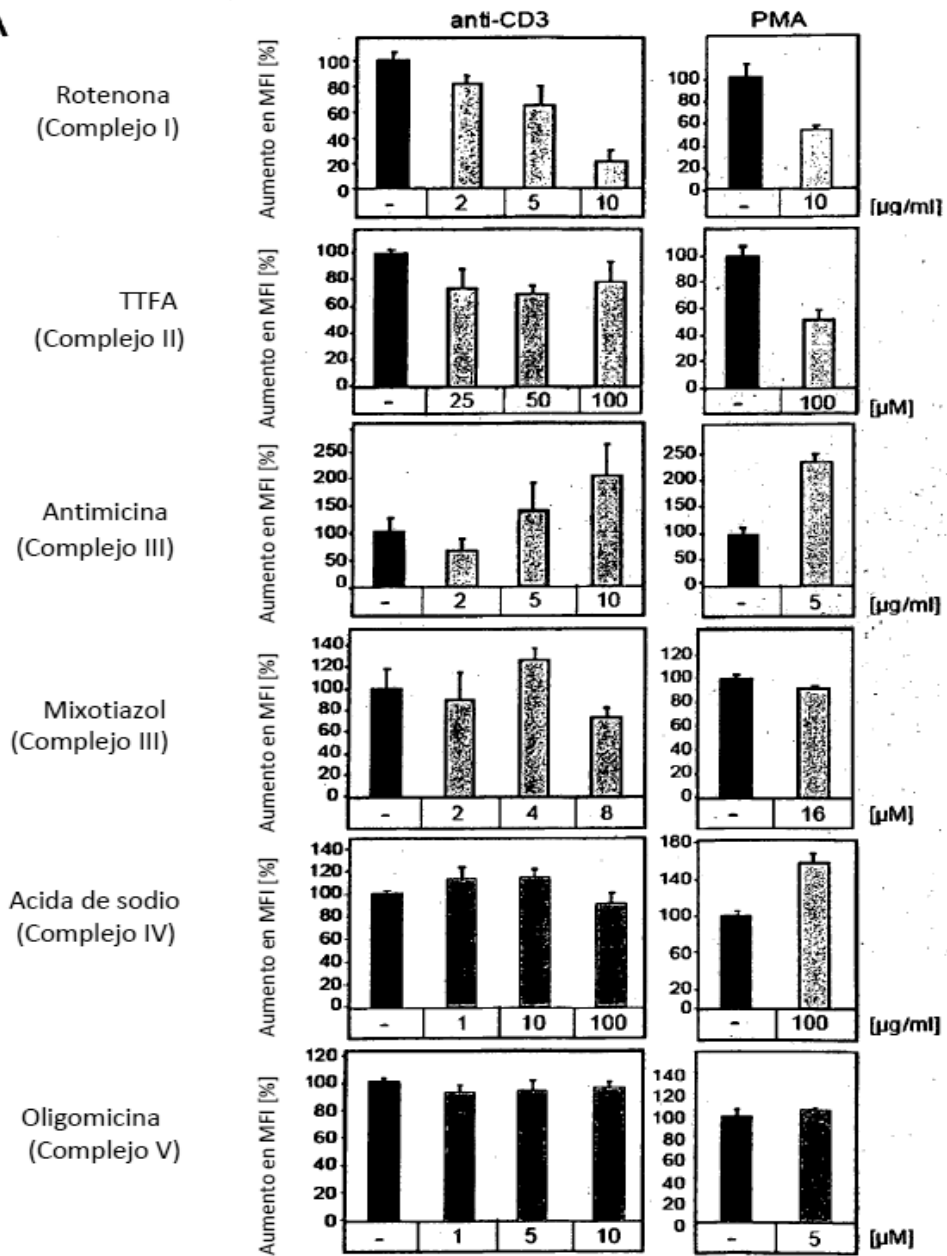 A
anti-CD3
PMA
Rotenona
(Complejo I)
Aumento en MFI [%]
100
80
60
40
20
0
- 2 5 10
100
80
60
40
20
0
- 10
[µg/ml]
TTFA
(Complejo II)
Aumento en MFI [%]
100
80
60
40
20
0
- 25 50 100
100
80
60
40
20
0
- 100
[µM]
Antimicina
(Complejo III)
Aumento en MFI [%]
250
200
150
100
50
0
- 2 5 10
250
200
150
100
50
0
- 5
[µg/ml]
Mixotiazol
(Complejo III)
Aumento en MFI [%]
140
120
100
80
60
40
20
0
- 2 4 8
120
100
80
60
40
20
0
- 16
[µM]
Acida de sodio
(Complejo IV)
Aumento en MFI [%]
140
120
100
80
60
40
20
0
- 1 10 100
180
140
100
60
20
0
- 100
[µg/ml]
Oligomicina
(Complejo V)
Aumento en MFI [%]
120
100
80
60
40
20
0
- 1 5 10
140
120
100
80
60
40
20
0
- 5
[µM]